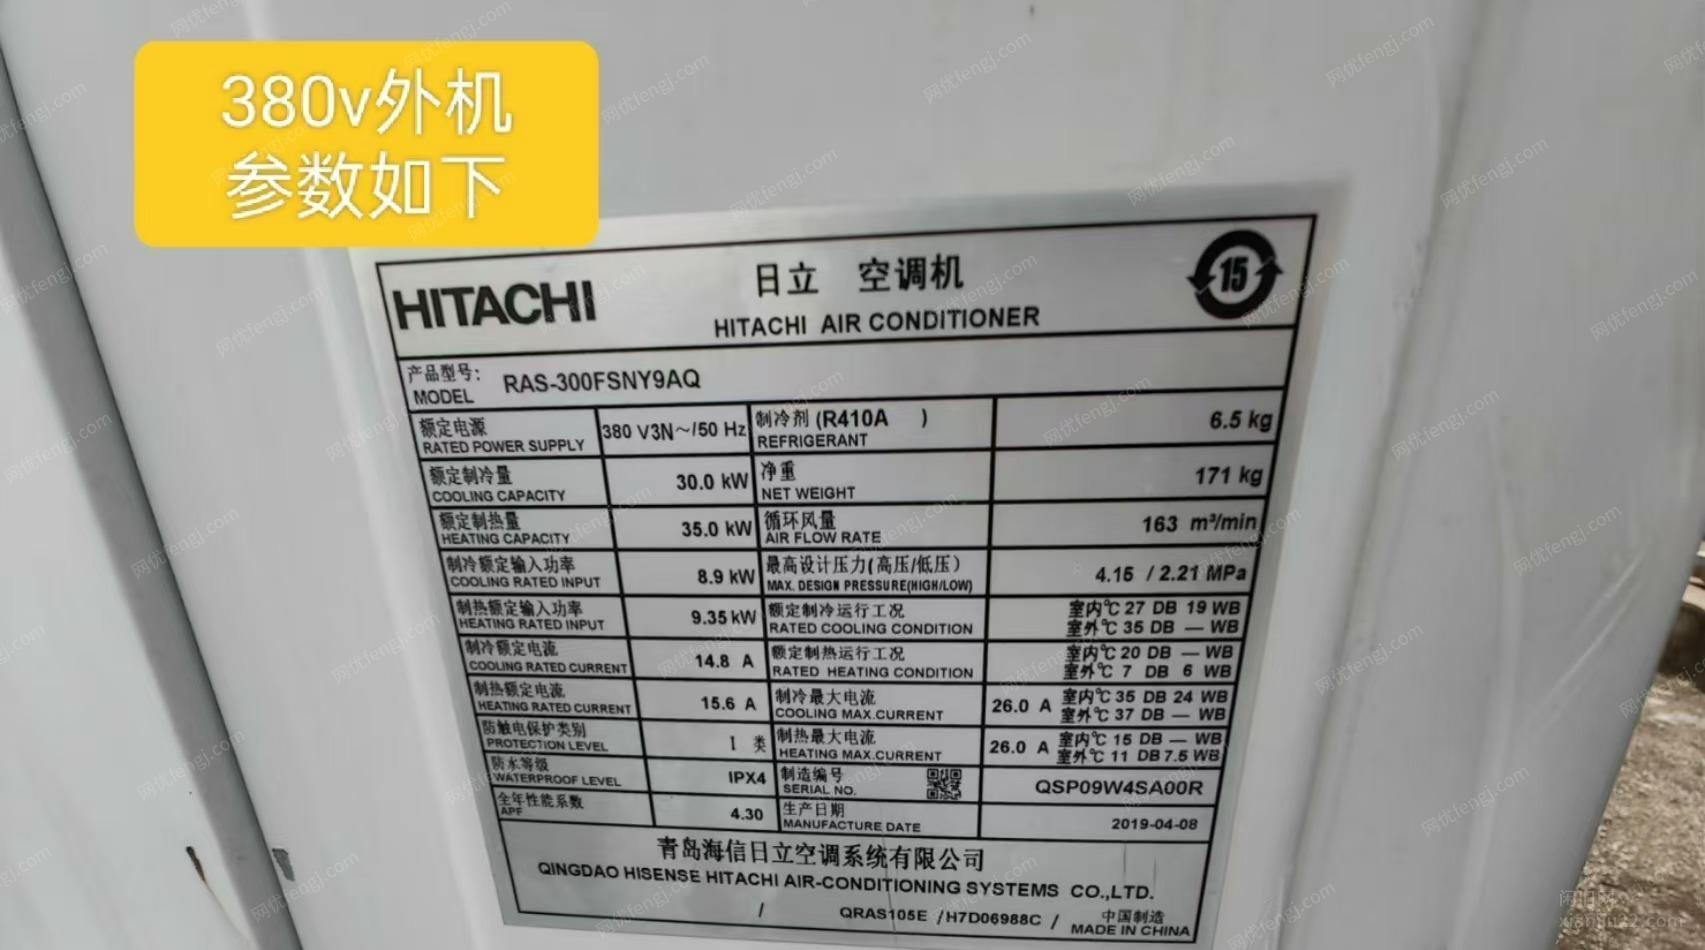 380v外机
参数如下
HITACHI
日立 空调机
HITACHI AIR CONDITIONER
15
产品型号: RAS-300FSNY9AQ
MODEL
额定电源 380 V3N～/50 Hz 制冷剂 (R410A ) 6.5 kg
RATED POWER SUPPLY REFRIGERANT
额定制冷量 30.0 kW 净重 171 kg
COOLING CAPACITY NET WEIGHT
额定制热量 35.0 kW 循环风量 163 m³/min
HEATING CAPACITY AIR FLOW RATE
制冷额定输入功率 8.9 kW 最高设计压力(高压/低压) 4.15 / 2.21 MPa
COOLING RATED INPUT MAX. DESIGN PRESSURE(HIGH/LOW)
制热额定输入功率 9.35 kW 额定制冷运行工况 室内℃ 27 DB 19 WB
HEATING RATED INPUT RATED COOLING CONDITION 室外℃ 35 DB — WB
制冷额定电流 14.8 A 额定制热运行工况 室内℃ 20 DB — WB
COOLING RATED CURRENT RATED HEATING CONDITION 室外℃ 7 DB 6 WB
制热额定电流 15.6 A 制冷最大电流 26.0 A 室内℃ 35 DB 24 WB
HEATING RATED CURRENT COOLING MAX.CURRENT 室外℃ 37 DB — WB
防触电保护类别 I 类 制热最大电流 26.0 A 室内℃ 15 DB — WB
PROTECTION LEVEL HEATING MAX.CURRENT 室外℃ 11 DB 7.5 WB
防水等级 IPX4 制造编号 QSP09W4SA00R
WATERPROOF LEVEL SERIAL NO.
全年性能系数 4.30 生产日期 2019-04-08
APF MANUFACTURE DATE
青岛海信日立空调系统有限公司
QINGDAO HISENSE HITACHI AIR-CONDITIONING SYSTEMS CO.,LTD.
/ QRAS105E /H7D06988C / 中国制造
MADE IN CHINA
网优fengj.com